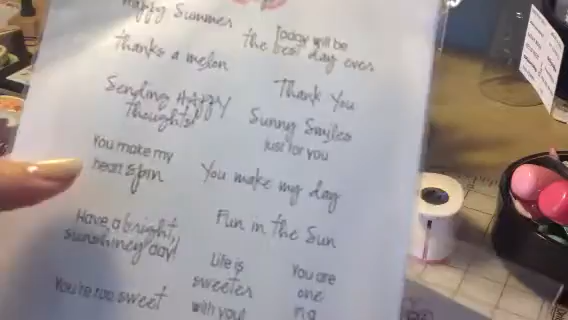 Happy Summer
Today will be
the best day ever
thanks a melon
Thank You
Sending HAPPY
Thoughts!
Sunny Smiles
just for you
You make my
heart spin
You make my day
Have a bright,
sunshiney day!
Fun in the Sun
Life is
sweeter
with you!
You are
one
You're too sweet